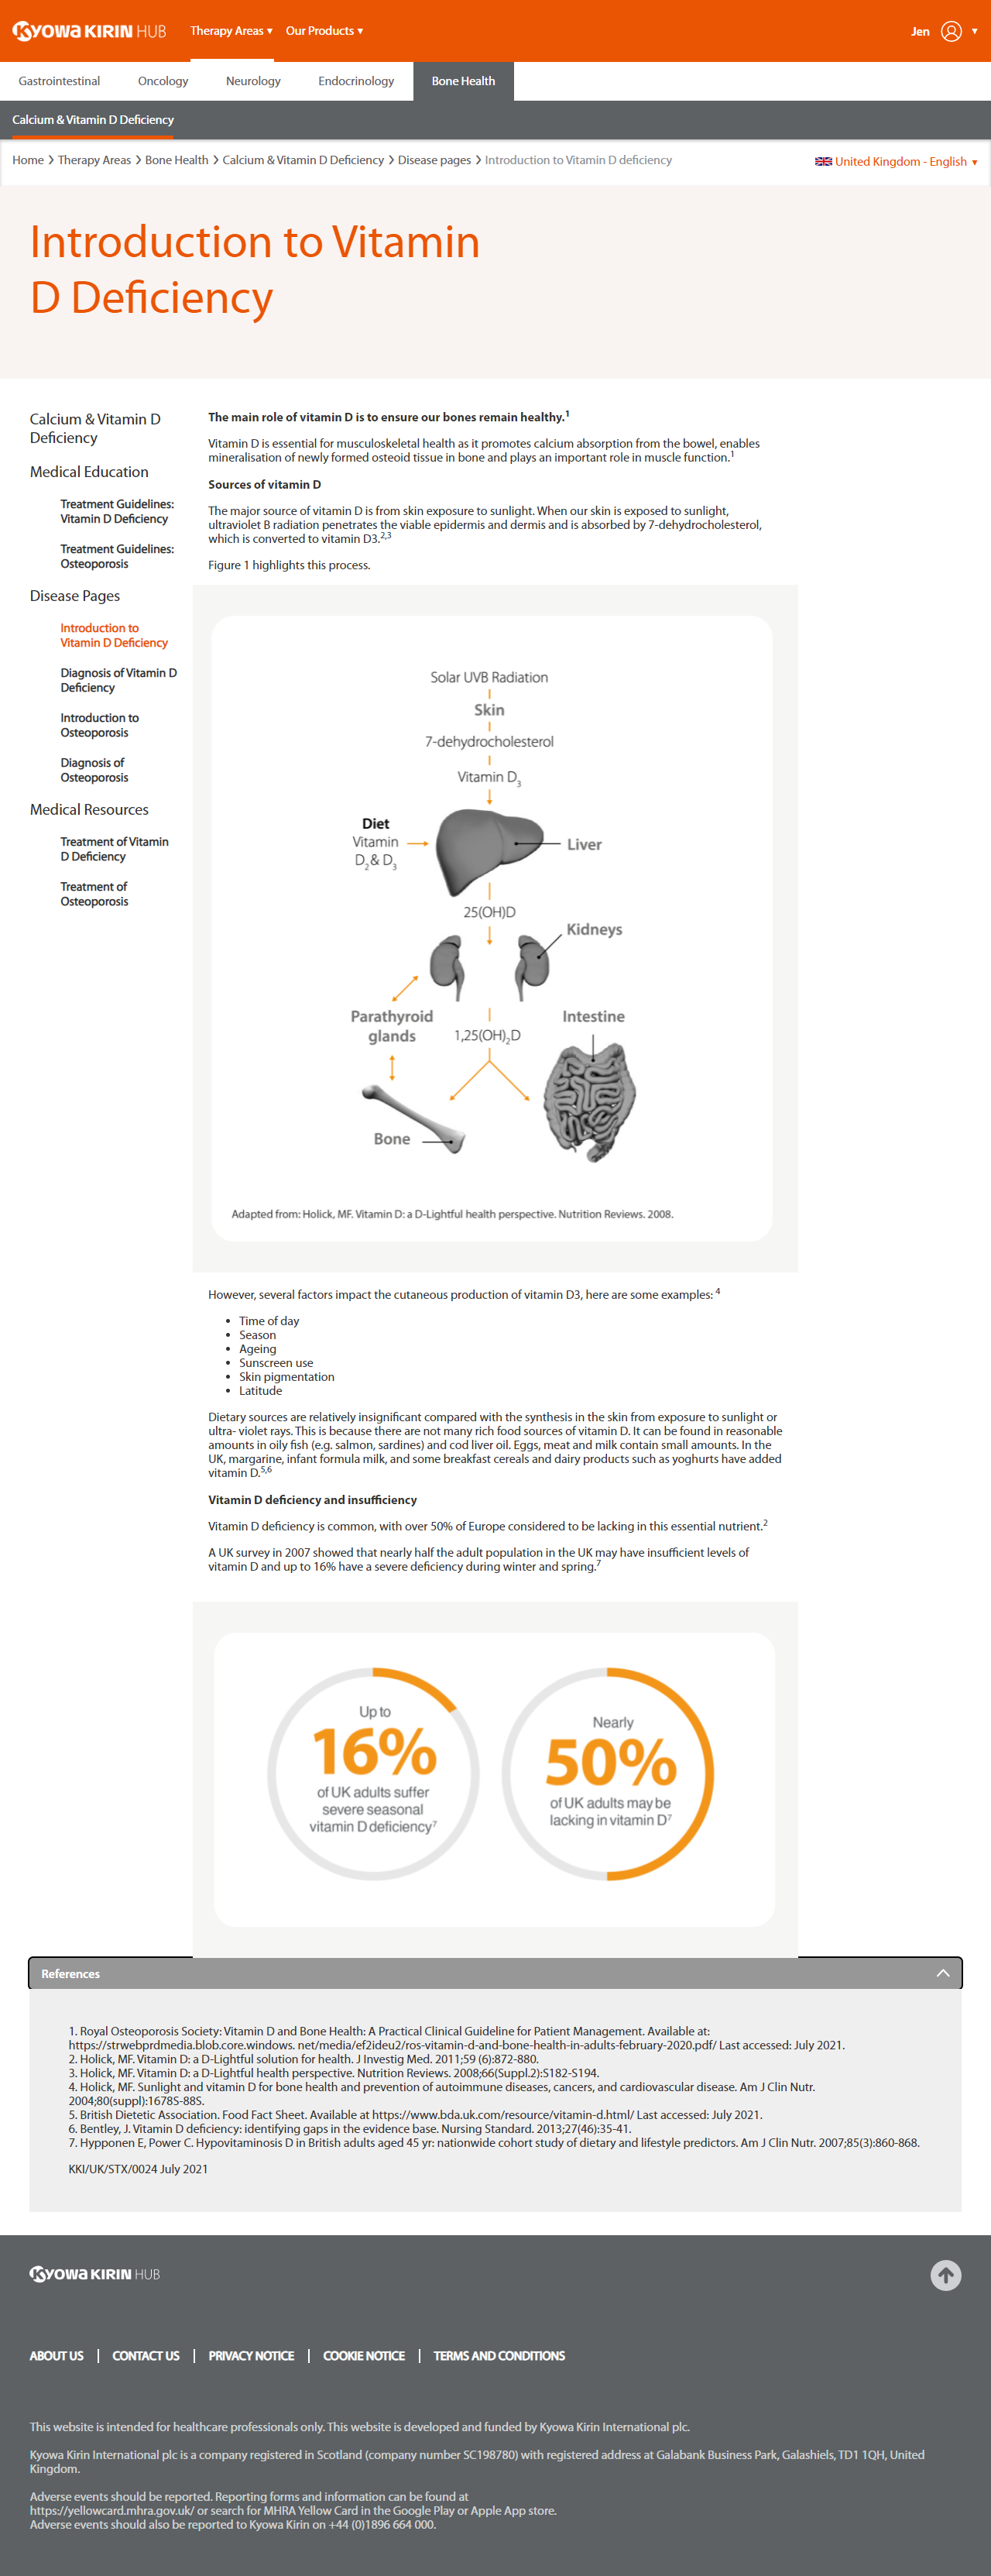 KYOWA KIRIN HUB
Therapy Areas ▾ Our Products ▾
Jen ▾
Gastrointestinal Oncology Neurology Endocrinology Bone Health
Calcium & Vitamin D Deficiency
Home > Therapy Areas > Bone Health > Calcium & Vitamin D Deficiency > Disease pages > Introduction to Vitamin D deficiency
United Kingdom - English ▾
Introduction to Vitamin
D Deficiency
Calcium & Vitamin D
Deficiency
Medical Education
Treatment Guidelines:
Vitamin D Deficiency
Treatment Guidelines:
Osteoporosis
Disease Pages
Introduction to
Vitamin D Deficiency
Diagnosis of Vitamin D
Deficiency
Introduction to
Osteoporosis
Diagnosis of
Osteoporosis
Medical Resources
Treatment of Vitamin
D Deficiency
Treatment of
Osteoporosis
The main role of vitamin D is to ensure our bones remain healthy.¹
Vitamin D is essential for musculoskeletal health as it promotes calcium absorption from the bowel, enables
mineralisation of newly formed osteoid tissue in bone and plays an important role in muscle function.¹
Sources of vitamin D
The major source of vitamin D is from skin exposure to sunlight. When our skin is exposed to sunlight,
ultraviolet B radiation penetrates the viable epidermis and dermis and is absorbed by 7-dehydrocholesterol,
which is converted to vitamin D3.²,³
Figure 1 highlights this process.
Solar UVB Radiation
Skin
7-dehydrocholesterol
Vitamin D₃
Diet
Vitamin
D₂ & D₃
Liver
25(OH)D
Kidneys
Parathyroid
glands
1,25(OH)₂D
Intestine
Bone
Adapted from: Holick, MF. Vitamin D: a D-Lightful health perspective. Nutrition Reviews. 2008.
However, several factors impact the cutaneous production of vitamin D3, here are some examples: ⁴
• Time of day
• Season
• Ageing
• Sunscreen use
• Skin pigmentation
• Latitude
Dietary sources are relatively insignificant compared with the synthesis in the skin from exposure to sunlight or
ultra- violet rays. This is because there are not many rich food sources of vitamin D. It can be found in reasonable
amounts in oily fish (e.g. salmon, sardines) and cod liver oil. Eggs, meat and milk contain small amounts. In the
UK, margarine, infant formula milk, and some breakfast cereals and dairy products such as yoghurts have added
vitamin D.⁵,⁶
Vitamin D deficiency and insufficiency
Vitamin D deficiency is common, with over 50% of Europe considered to be lacking in this essential nutrient.²
A UK survey in 2007 showed that nearly half the adult population in the UK may have insufficient levels of
vitamin D and up to 16% have a severe deficiency during winter and spring.⁷
Up to
16%
of UK adults suffer
severe seasonal
vitamin D deficiency⁷
Nearly
50%
of UK adults may be
lacking in vitamin D⁷
References
1. Royal Osteoporosis Society: Vitamin D and Bone Health: A Practical Clinical Guideline for Patient Management. Available at:
https://strwebprdmedia.blob.core.windows. net/media/ef2ideu2/ros-vitamin-d-and-bone-health-in-adults-february-2020.pdf/ Last accessed: July 2021.
2. Holick, MF. Vitamin D: a D-Lightful solution for health. J Investig Med. 2011;59 (6):872-880.
3. Holick, MF. Vitamin D: a D-Lightful health perspective. Nutrition Reviews. 2008;66(Suppl.2):S182-S194.
4. Holick, MF. Sunlight and vitamin D for bone health and prevention of autoimmune diseases, cancers, and cardiovascular disease. Am J Clin Nutr.
2004;80(suppl):1678S-88S.
5. British Dietetic Association. Food Fact Sheet. Available at https://www.bda.uk.com/resource/vitamin-d.html/ Last accessed: July 2021.
6. Bentley, J. Vitamin D deficiency: identifying gaps in the evidence base. Nursing Standard. 2013;27(46):35-41.
7. Hypponen E, Power C. Hypovitaminosis D in British adults aged 45 yr: nationwide cohort study of dietary and lifestyle predictors. Am J Clin Nutr. 2007;85(3):860-868.
KKI/UK/STX/0024 July 2021
KYOWA KIRIN HUB
ABOUT US | CONTACT US | PRIVACY NOTICE | COOKIE NOTICE | TERMS AND CONDITIONS
This website is intended for healthcare professionals only. This website is developed and funded by Kyowa Kirin International plc.
Kyowa Kirin International plc is a company registered in Scotland (company number SC198780) with registered address at Galabank Business Park, Galashiels, TD1 1QH, United
Kingdom.
Adverse events should be reported. Reporting forms and information can be found at
https://yellowcard.mhra.gov.uk/ or search for MHRA Yellow Card in the Google Play or Apple App store.
Adverse events should also be reported to Kyowa Kirin on +44 (0)1896 664 000.